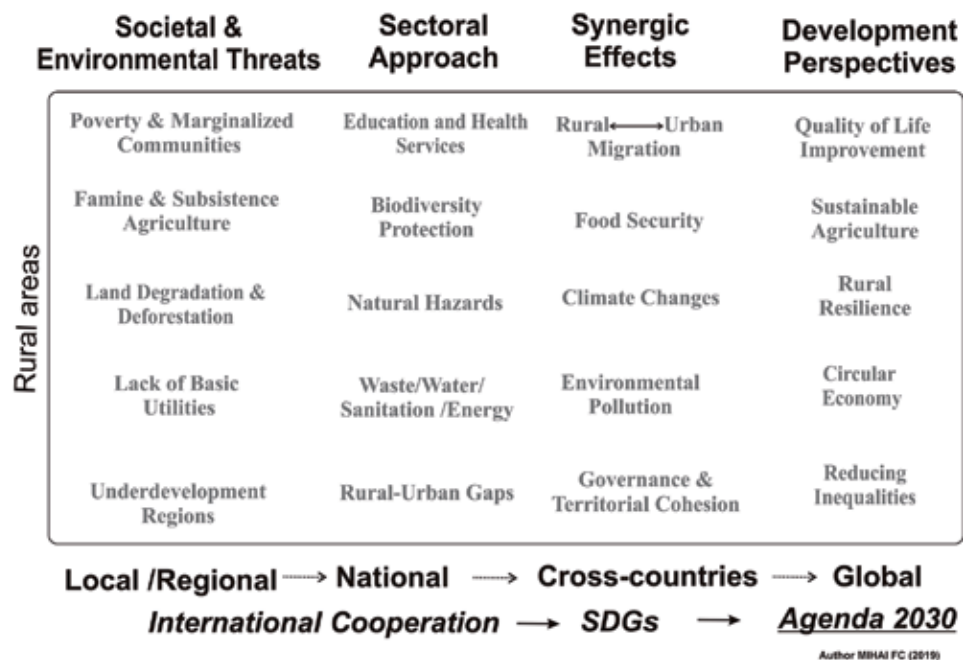 Societal &
Environmental Threats
Sectoral
Approach
Synergic
Effects
Development
Perspectives
Rural areas
Poverty & Marginalized
Communities
Education and Health
Services
Rural Urban
Migration
Quality of Life
Improvement
Famine & Subsistence
Agriculture
Biodiversity
Protection
Food Security
Sustainable
Agriculture
Land Degradation &
Deforestation
Natural Hazards
Climate Changes
Rural
Resilience
Lack of Basic
Utilities
Waste/Water/
Sanitation /Energy
Environmental
Pollution
Circular
Economy
Underdevelopment
Regions
Rural-Urban Gaps
Governance &
Territorial Cohesion
Reducing
Inequalities
Local /Regional National Cross-countries Global
International Cooperation SDGs Agenda 2030
Author MIHAI FC (2019)